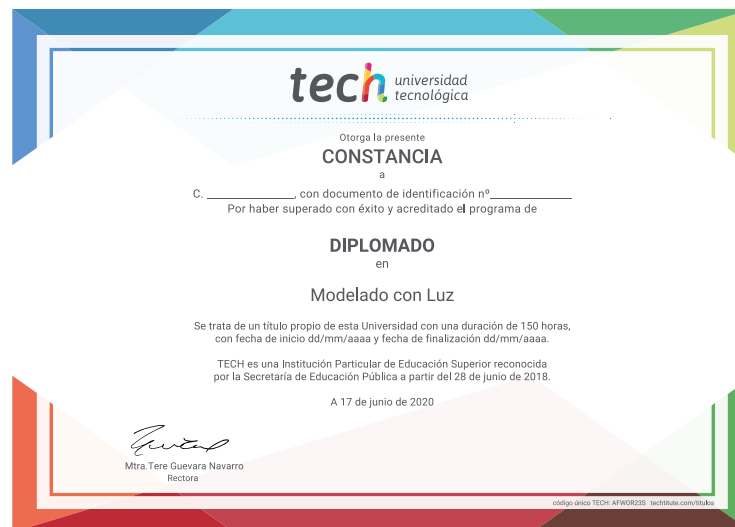 tech universidad
tecnológica
Otorga la presente
CONSTANCIA
a
C. _______________, con documento de identificación nº______________
Por haber superado con éxito y acreditado el programa de
DIPLOMADO
en
Modelado con Luz
Se trata de un título propio de esta Universidad con una duración de 150 horas,
con fecha de inicio dd/mm/aaaa y fecha de finalización dd/mm/aaaa.
TECH es una Institución Particular de Educación Superior reconocida
por la Secretaría de Educación Pública a partir del 28 de junio de 2018.
A 17 de junio de 2020
Mtra.Tere Guevara Navarro
Rectora
código único TECH: AFWOR23S techtitute.com/titulos